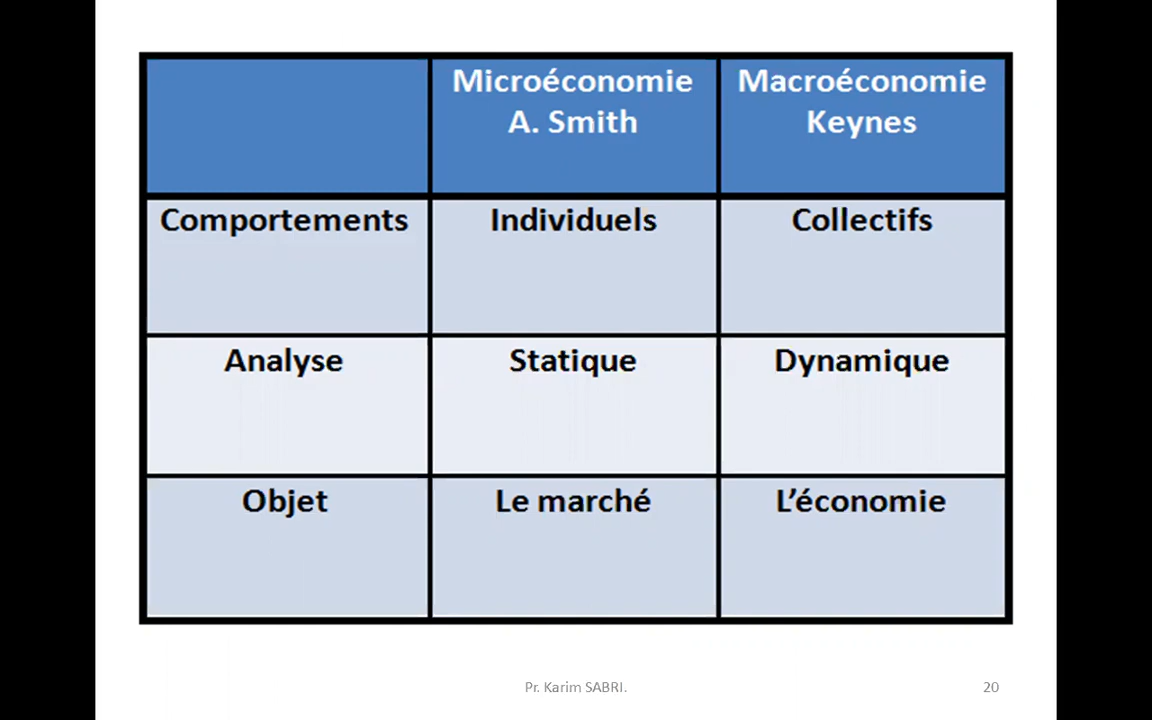 Microéconomie Macroéconomie
A. Smith Keynes
Comportements Individuels Collectifs
Analyse Statique Dynamique
Objet Le marché L’économie
Pr. Karim SABRI. 20